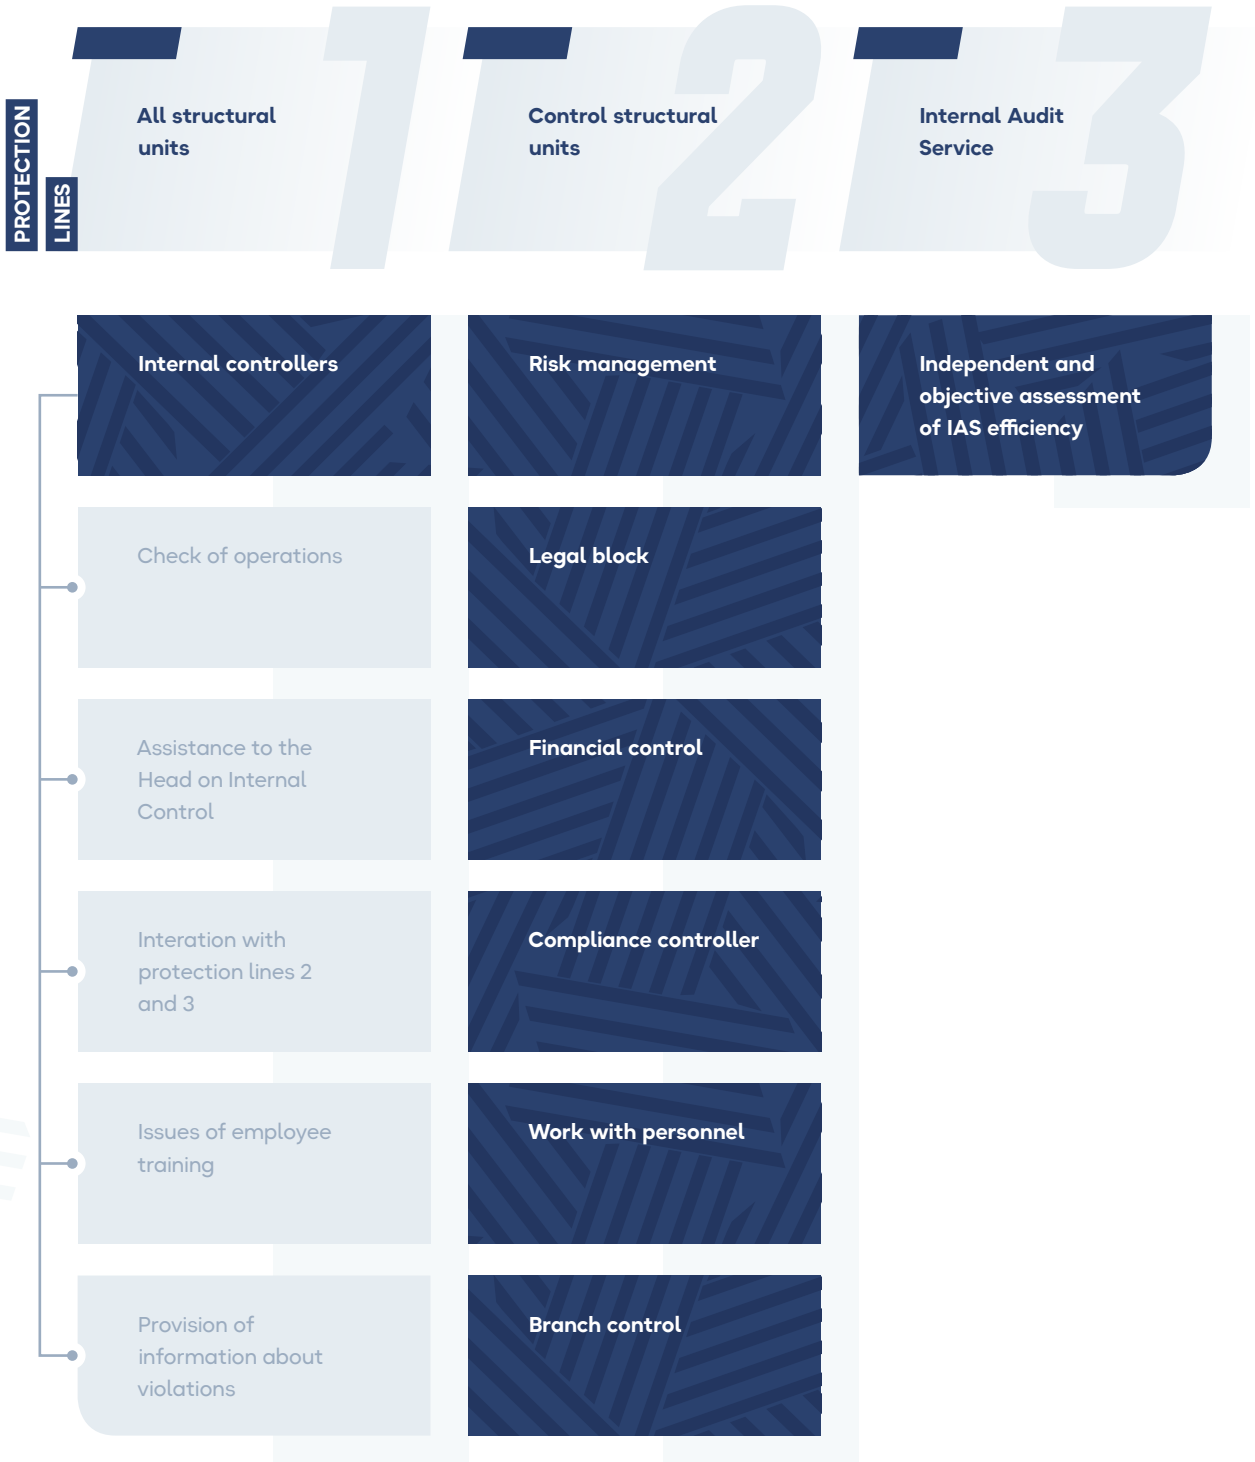 PROTECTION
LINES
1
All structural
units
2
Control structural
units
3
Internal Audit
Service
Internal controllers
Check of operations
Assistance to the
Head on Internal
Control
Interation with
protection lines 2
and 3
Issues of employee
training
Provision of
information about
violations
Risk management
Legal block
Financial control
Compliance controller
Work with personnel
Branch control
Independent and
objective assessment
of IAS efficiency